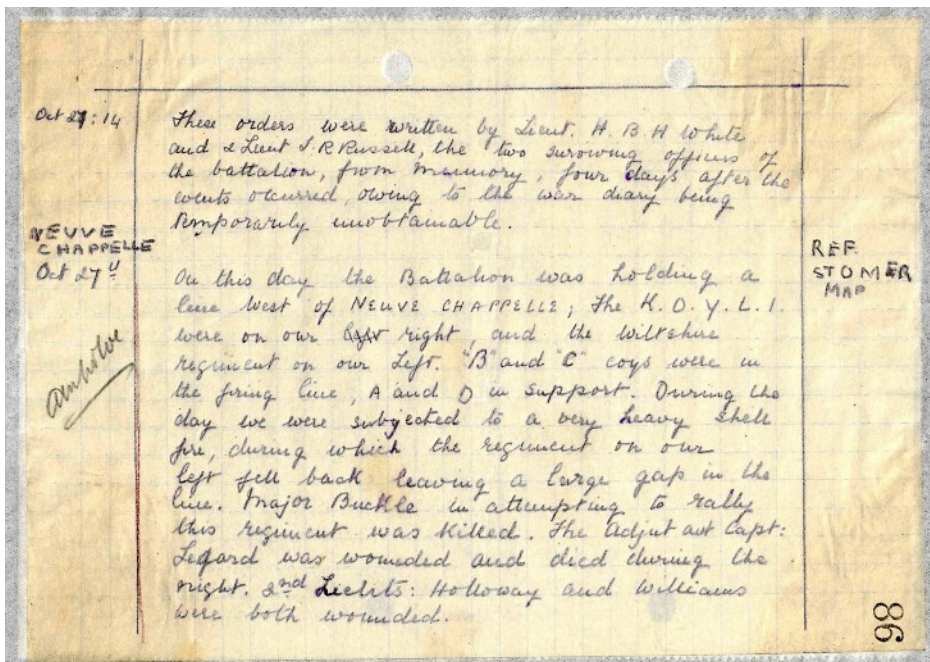 Oct 27:14
These orders were written by Lieut. H. B. H White
and 2 Lieut J. R Russell, the two surviving officers of
the battalion, from memory, four days after the
events ocurred, owing to the war diary being
temporarily unobtainable.
NEUVE
CHAPPELLE
Oct 27th
REF.
STOMER
MAP
On this day the Battalion was holding a
line West of NEUVE CHAPPELLE; The K.O.Y.L.I.
were on our right, and the Wiltshire
regiment on our Left. "B" and "C" coys were in
the firing line, A and D in support. During the
day we were subjected to a very heavy shell
fire, during which the regiment on our
left fell back leaving a large gap in the
line. Major Buckle in attempting to rally
this regiment was killed. The Adjutant Capt:
Legard was wounded and died during the
night. 2nd Lieuts: Holloway and Williams
were both wounded.
98